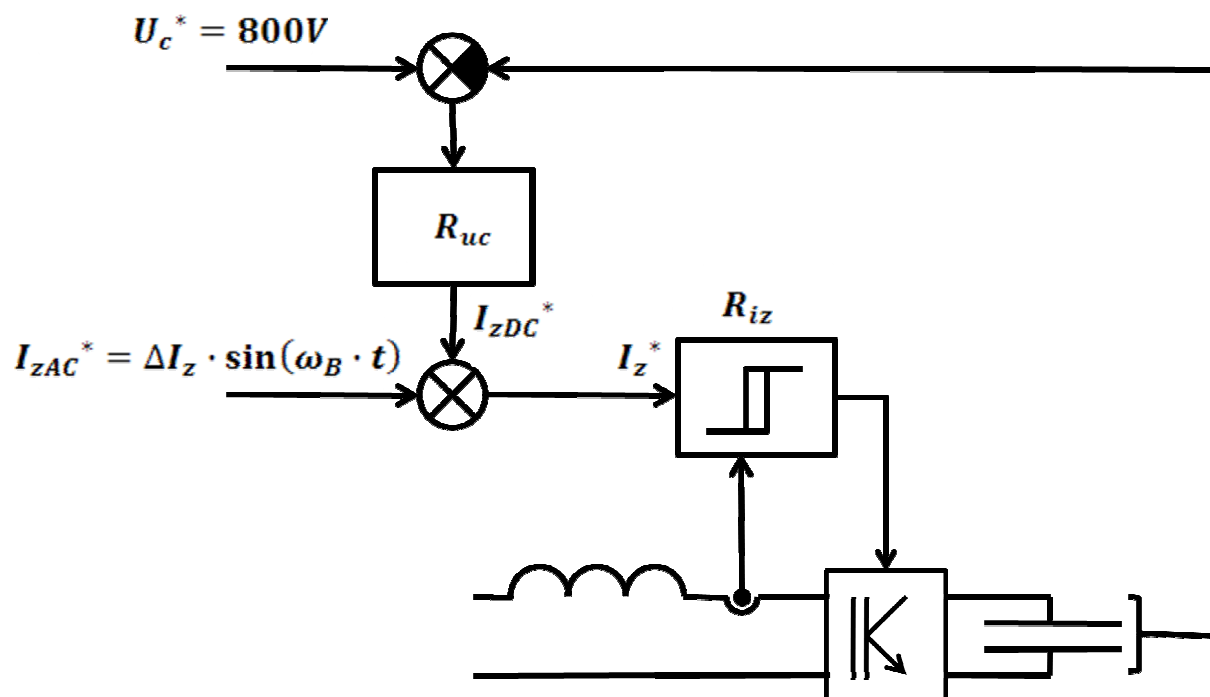 U_c^* = 800V
R_uc
I_zDC^*
R_iz
I_zAC^* = ΔI_z · sin(ω_B · t)
I_z^*